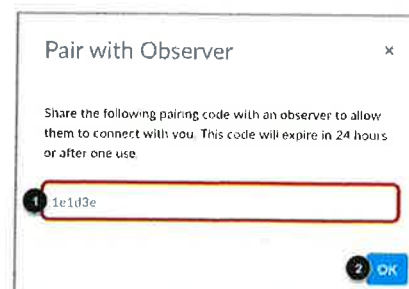 Pair with Observer ×
Share the following pairing code with an observer to allow
them to connect with you. This code will expire in 24 hours
or after one use.
1 1e1d3e
2 OK